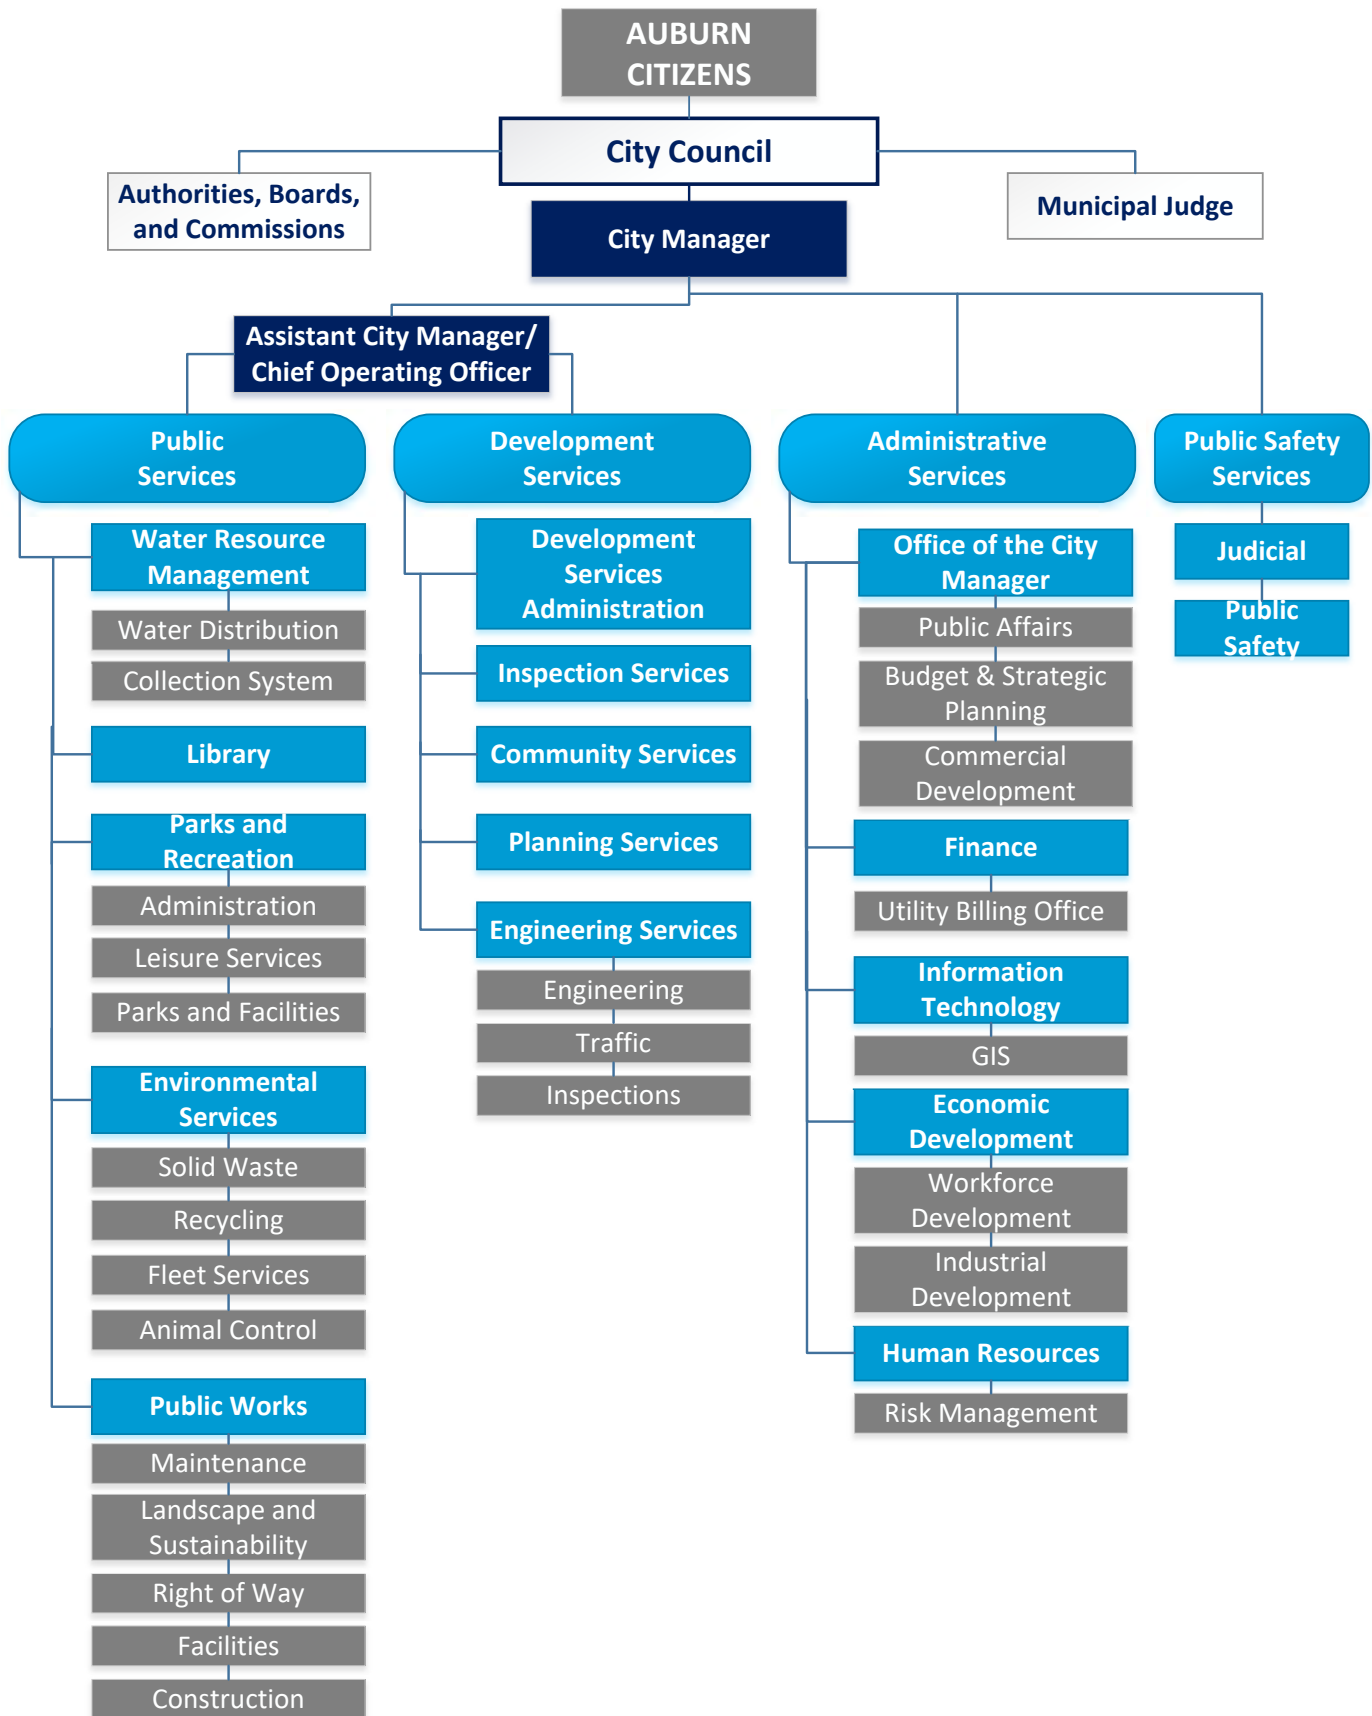 AUBURN
CITIZENS
City Council
Authorities, Boards,
and Commissions
Municipal Judge
City Manager
Assistant City Manager/
Chief Operating Officer
Public
Services
Water Resource
Management
Water Distribution
Collection System
Library
Parks and
Recreation
Administration
Leisure Services
Parks and Facilities
Environmental
Services
Solid Waste
Recycling
Fleet Services
Animal Control
Public Works
Maintenance
Landscape and
Sustainability
Right of Way
Facilities
Construction
Development
Services
Development
Services
Administration
Inspection Services
Community Services
Planning Services
Engineering Services
Engineering
Traffic
Inspections
Administrative
Services
Office of the City
Manager
Public Affairs
Budget & Strategic
Planning
Commercial
Development
Finance
Utility Billing Office
Information
Technology
GIS
Economic
Development
Workforce
Development
Industrial
Development
Human Resources
Risk Management
Public Safety
Services
Judicial
Public
Safety